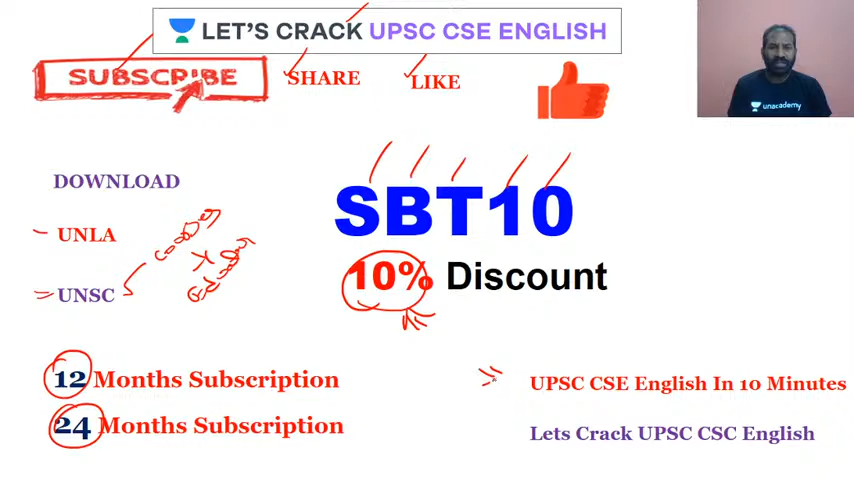 LET'S CRACK UPSC CSE ENGLISH
SUBSCRIBE
SHARE
LIKE
unacademy
DOWNLOAD
SBT10
UNLA
10% Discount
UNSC
12 Months Subscription
24 Months Subscription
UPSC CSE English In 10 Minutes
Lets Crack UPSC CSC English